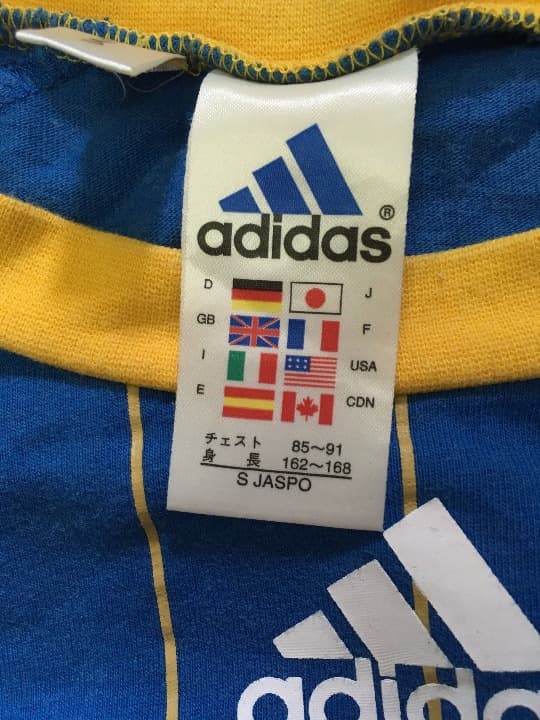 adidas®
D J
GB F
I USA
E CDN
チェスト 85～91
身長 162～168
S JASPO
adidas